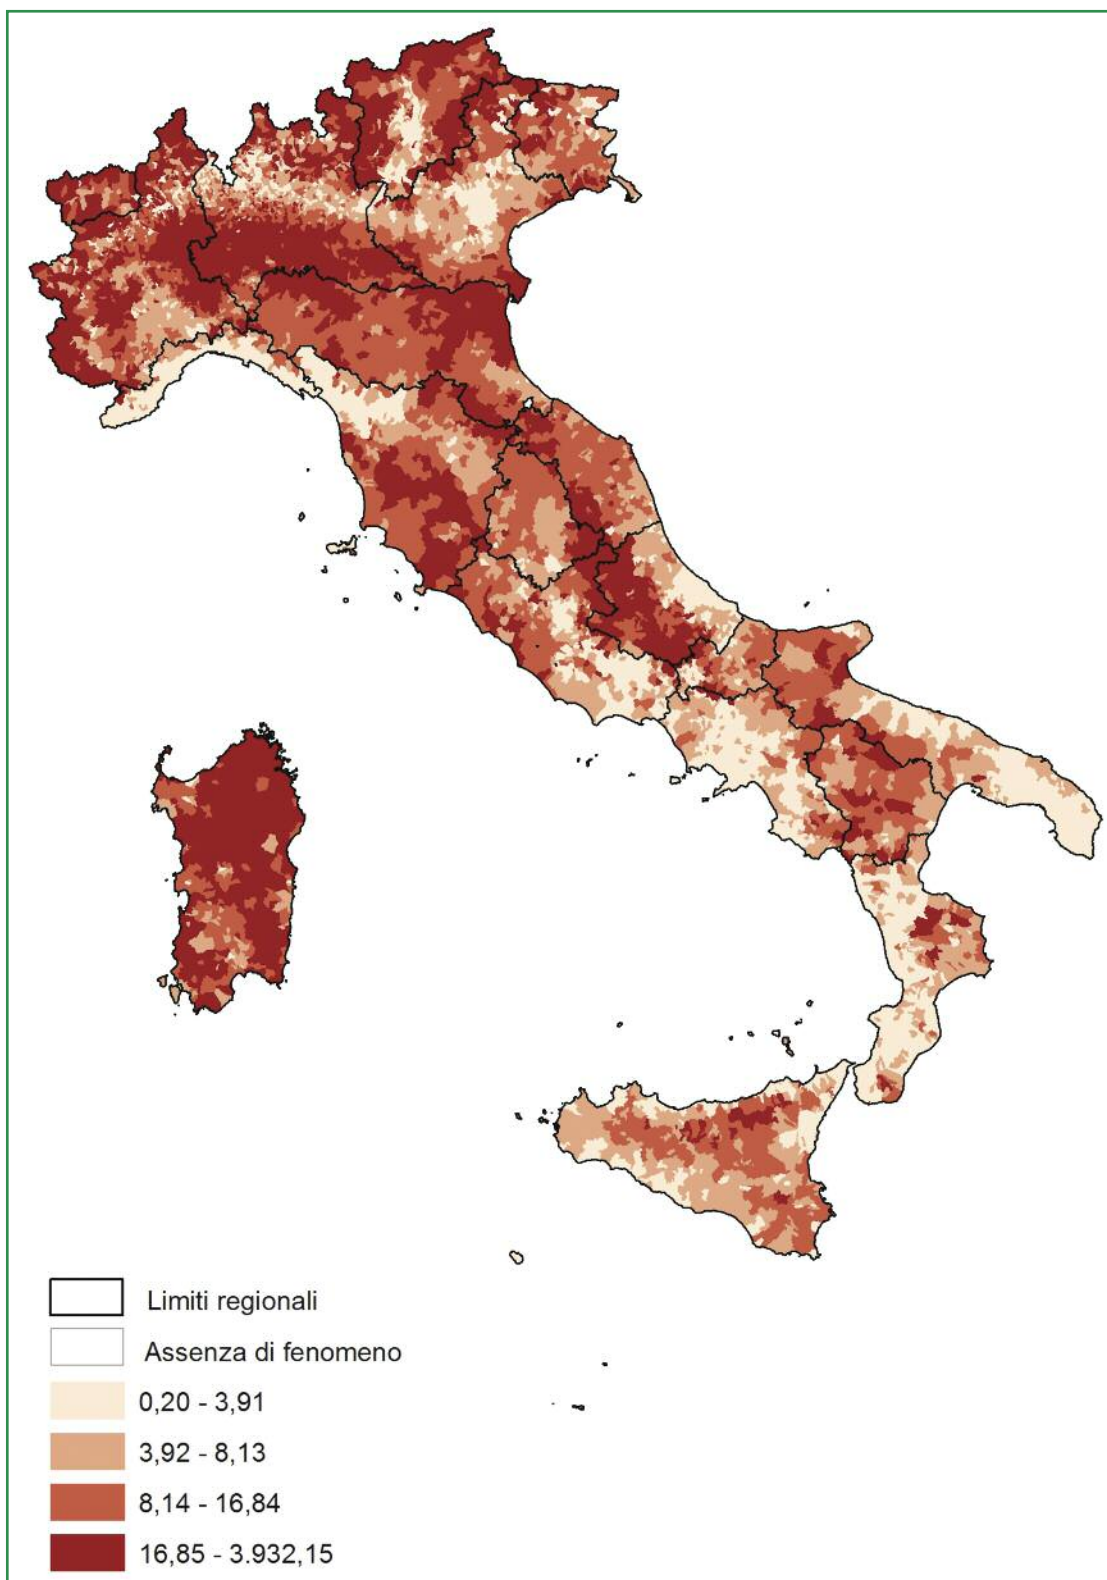 Limiti regionali
Assenza di fenomeno
0,20 - 3,91
3,92 - 8,13
8,14 - 16,84
16,85 - 3.932,15